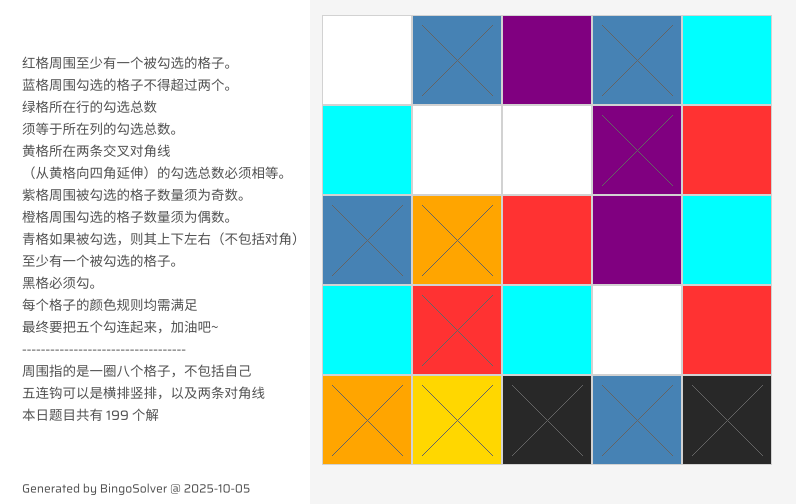 红格周围至少有一个被勾选的格子。
蓝格周围勾选的格子不得超过两个。
绿格所在行的勾选总数
须等于所在列的勾选总数。
黄格所在两条交叉对角线
（从黄格向四角延伸）的勾选总数必须相等。
紫格周围被勾选的格子数量须为奇数。
橙格周围勾选的格子数量须为偶数。
青格如果被勾选，则其上下左右（不包括对角）
至少有一个被勾选的格子。
黑格必须勾。
每个格子的颜色规则均需满足
最终要把五个勾连起来，加油吧~
-----------------------------------
周围指的是一圈八个格子，不包括自己
五连钩可以是横排竖排，以及两条对角线
本日题目共有 199 个解
Generated by BingoSolver @ 2025-10-05